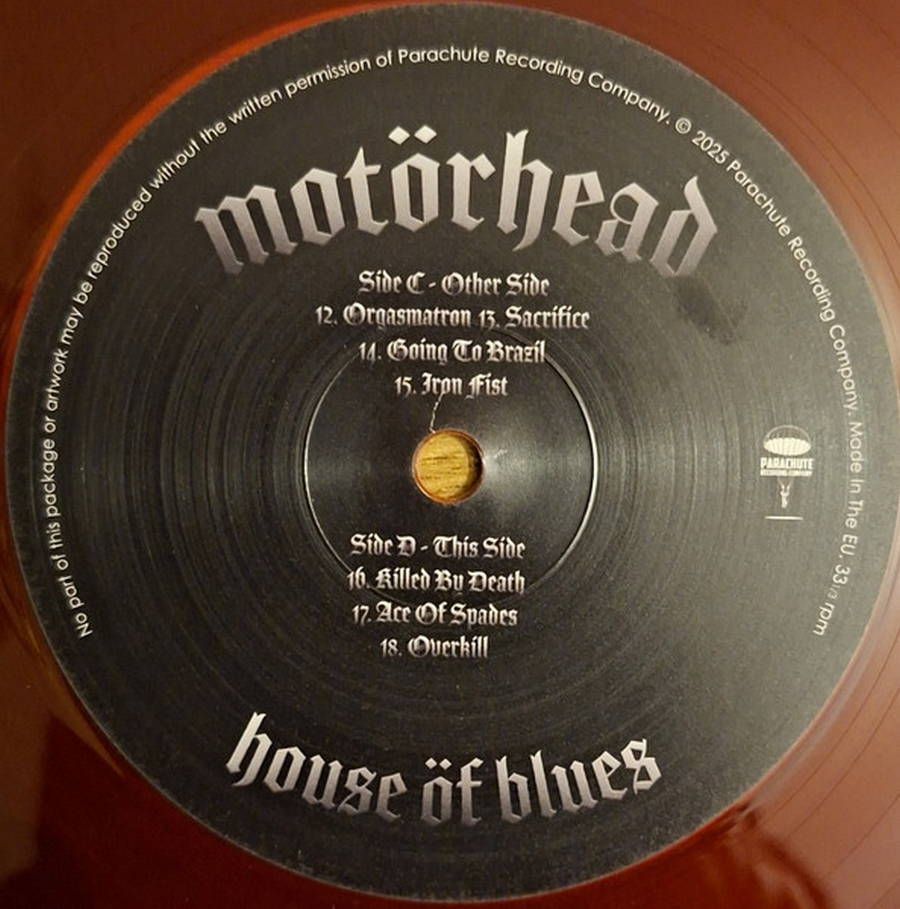 No part of this package or artwork may be reproduced without the written permission of Parachute Recording Company. © 2025 Parachute Recording Company. Made In The EU. 33 1/3 rpm
motörhead
Side C - Other Side
12. Orgasmatron 13. Sacrifice
14. Going To Brazil
15. Iron Fist
PARACHUTE
RECORDING COMPANY
Side D - This Side
16. Killed By Death
17. Ace Of Spades
18. Overkill
house öf blues